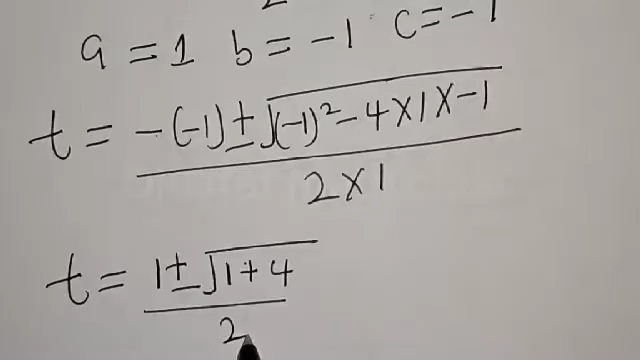 a = 1 b = -1 c = -1
t = -(-1) ± √(-1)² - 4 × 1 × -1
2 × 1
t = 1 ± √1 + 4
2